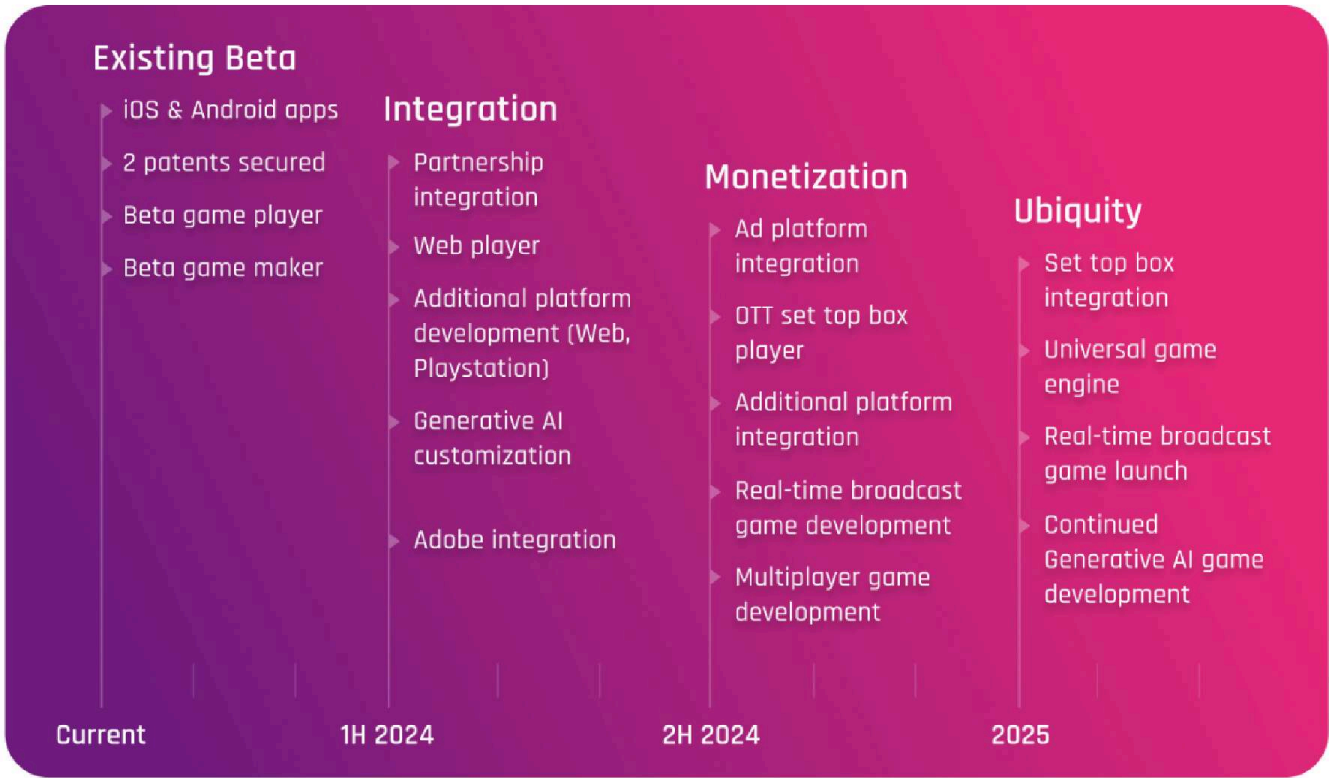 Existing Beta
iOS & Android apps
2 patents secured
Beta game player
Beta game maker
Integration
Partnership
integration
Web player
Additional platform
development (Web,
Playstation)
Generative AI
customization
Adobe integration
Monetization
Ad platform
integration
OTT set top box
player
Additional platform
integration
Real-time broadcast
game development
Multiplayer game
development
Ubiquity
Set top box
integration
Universal game
engine
Real-time broadcast
game launch
Continued
Generative AI game
development
Current
1H 2024
2H 2024
2025